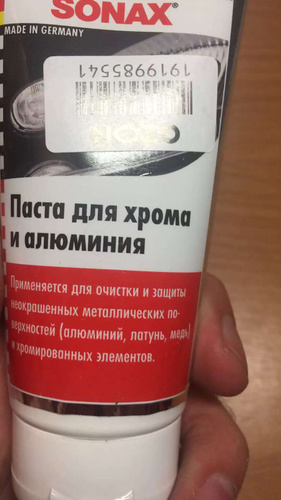 SONAX
MADE IN GERMANY
1919985541
OZON
Паста для хрома
и алюминия
Применяется для очистки и защиты
неокрашенных металлических по-
верхностей (алюминий, латунь, медь)
и хромированных элементов.